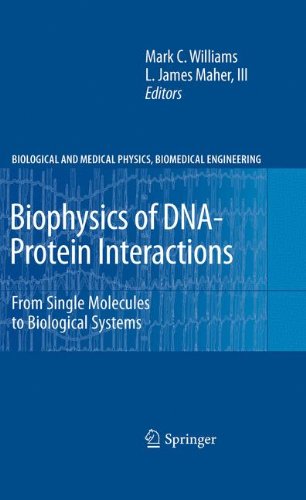 Mark C. Williams
L. James Maher, III
Editors
BIOLOGICAL AND MEDICAL PHYSICS, BIOMEDICAL ENGINEERING
Biophysics of DNA-
Protein Interactions
From Single Molecules
to Biological Systems
Springer